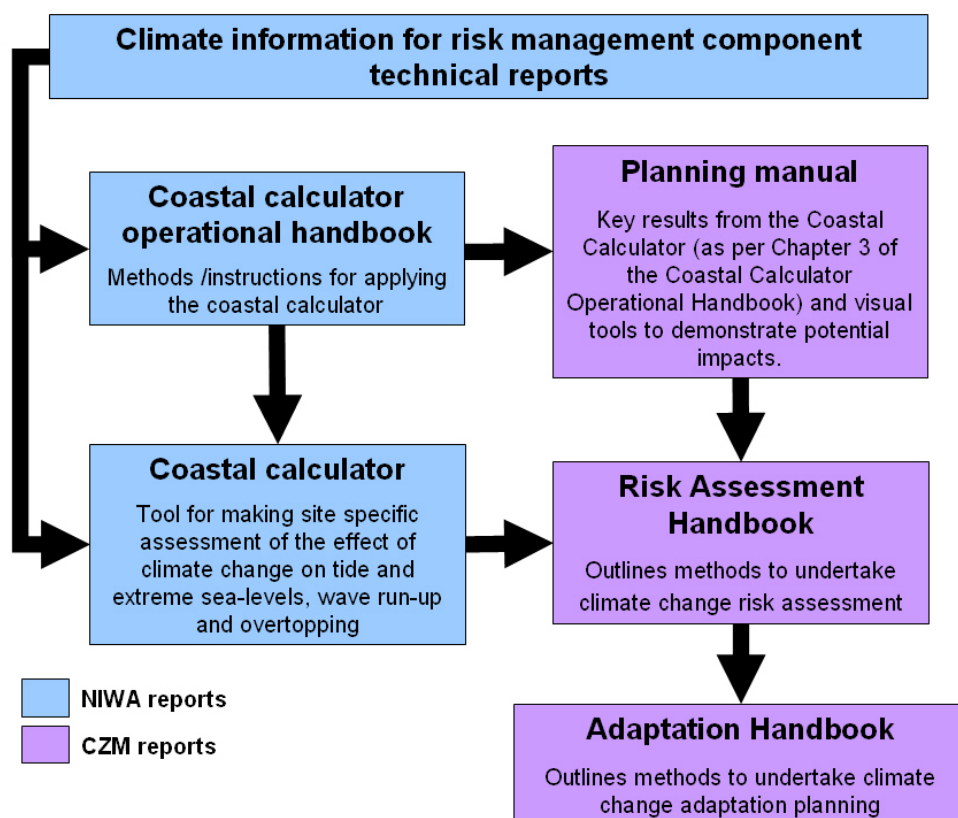 Climate information for risk management component
technical reports
Coastal calculator
operational handbook
Methods /instructions for applying
the coastal calculator
Planning manual
Key results from the Coastal
Calculator (as per Chapter 3 of
the Coastal Calculator
Operational Handbook) and visual
tools to demonstrate potential
impacts.
Coastal calculator
Tool for making site specific
assessment of the effect of
climate change on tide and
extreme sea-levels, wave run-up
and overtopping
Risk Assessment
Handbook
Outlines methods to undertake
climate change risk assessment
NIWA reports
CZM reports
Adaptation Handbook
Outlines methods to undertake climate
change adaptation planning